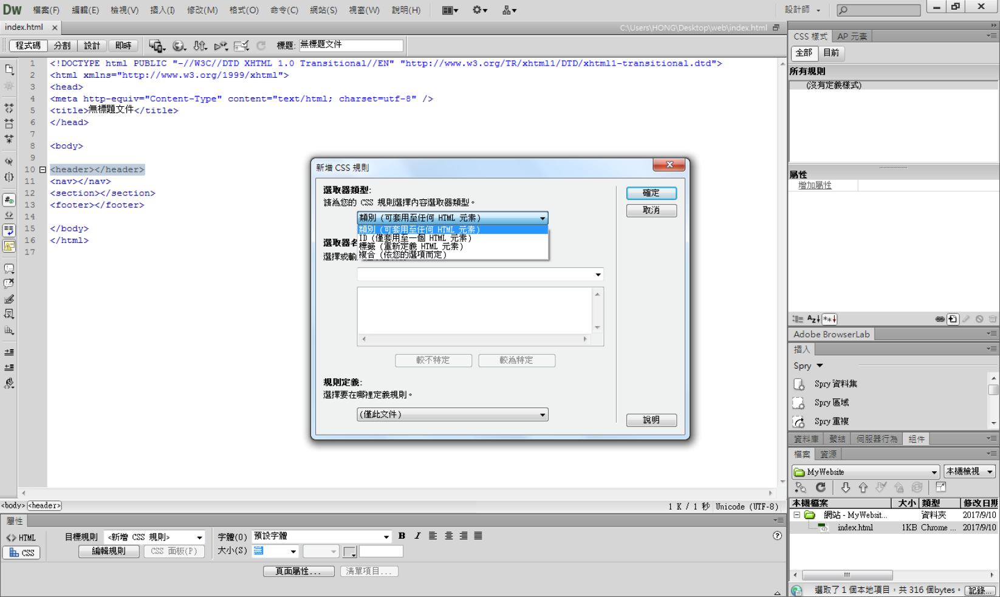 Dw 檔案(F) 編輯(E) 檢視(V) 插入(I) 修改(M) 格式(O) 命令(C) 網站(S) 視窗(W) 說明(H) 設計師
index.html C:\Users\HONG\Desktop\web\index.html
程式碼 分割 設計 即時 標題: 無標題文件
1 <!DOCTYPE html PUBLIC "-//W3C//DTD XHTML 1.0 Transitional//EN" "http://www.w3.org/TR/xhtml1/DTD/xhtml1-transitional.dtd">
2 <html xmlns="http://www.w3.org/1999/xhtml">
3 <head>
4 <meta http-equiv="Content-Type" content="text/html; charset=utf-8" />
5 <title>無標題文件</title>
6 </head>
7
8 <body>
9
10 <header></header>
11 <nav></nav>
12 <section></section>
13 <footer></footer>
14
15 </body>
16 </html>
17
新增 CSS 規則
選取器類型:
請為您的 CSS 規則選擇內容選取器類型。
類別 (可套用至任何 HTML 元素)
類別 (可套用至任何 HTML 元素)
ID (僅套用至一個 HTML 元素)
標籤 (重新定義 HTML 元素)
複合 (依您的選項而定)
選取器名
選擇或輸
較不特定 較為特定
規則定義:
選擇要在哪裡定義規則。
(僅此文件)
確定
取消
說明
<body> <header> 1 K / 1 秒 Unicode (UTF-8)
屬性
<> HTML 目標規則 <新增 CSS 規則> 字體(O) 預設字體 B I
CSS 編輯規則 CSS 面板(P) 大小(S) 無
頁面屬性... 清單項目...
CSS 樣式 AP 元素
全部 目前
所有規則
(沒有定義樣式)
屬性
增加屬性
Adobe BrowserLab
插入
Spry
Spry 資料集
Spry 區域
Spry 重複
資料庫 繫結 伺服器行為 組件
檔案 資源
MyWebsite 本機檢視
本機檔案 大小 類型 修改日期
網站 - MyWebsit... 資料夾 2017/9/10
index.html 1KB Chrome ... 2017/9/10
選取了 1 個本地項目，共 316 個bytes。 記錄...